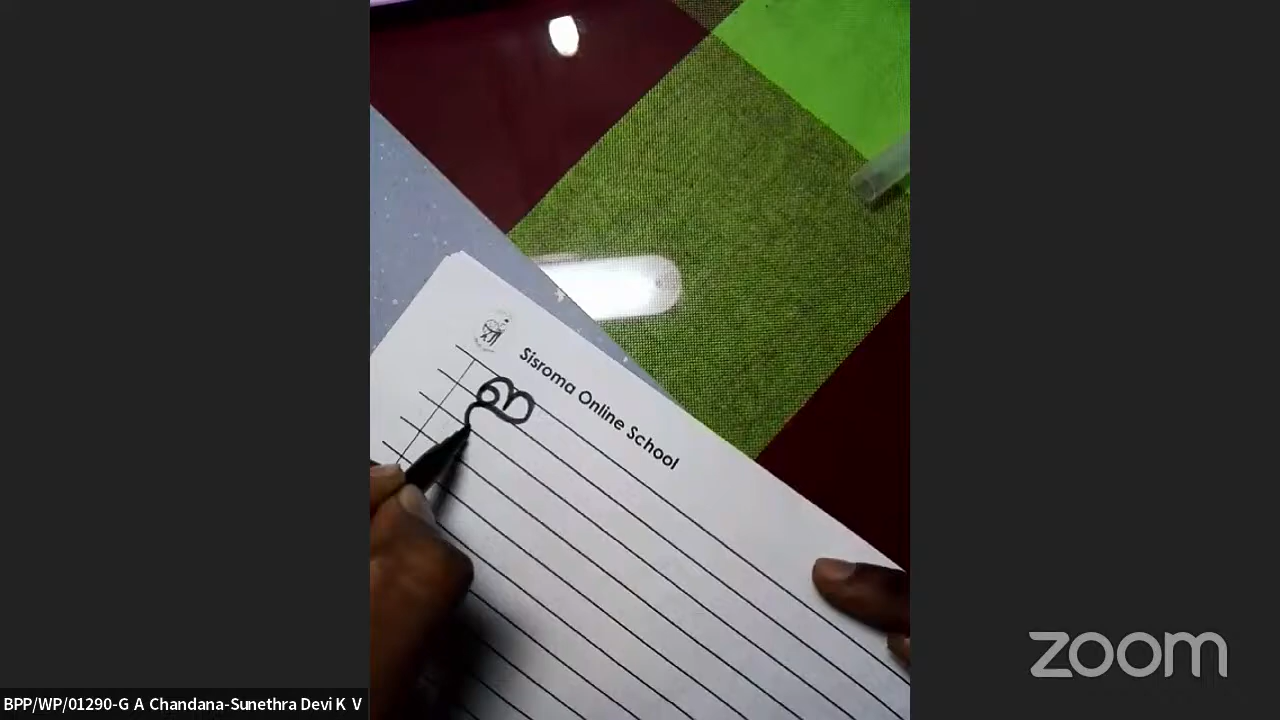 Sisroma Online School
இ
zoom
BPP/WP/01290-G A Chandana-Sunethra Devi K V